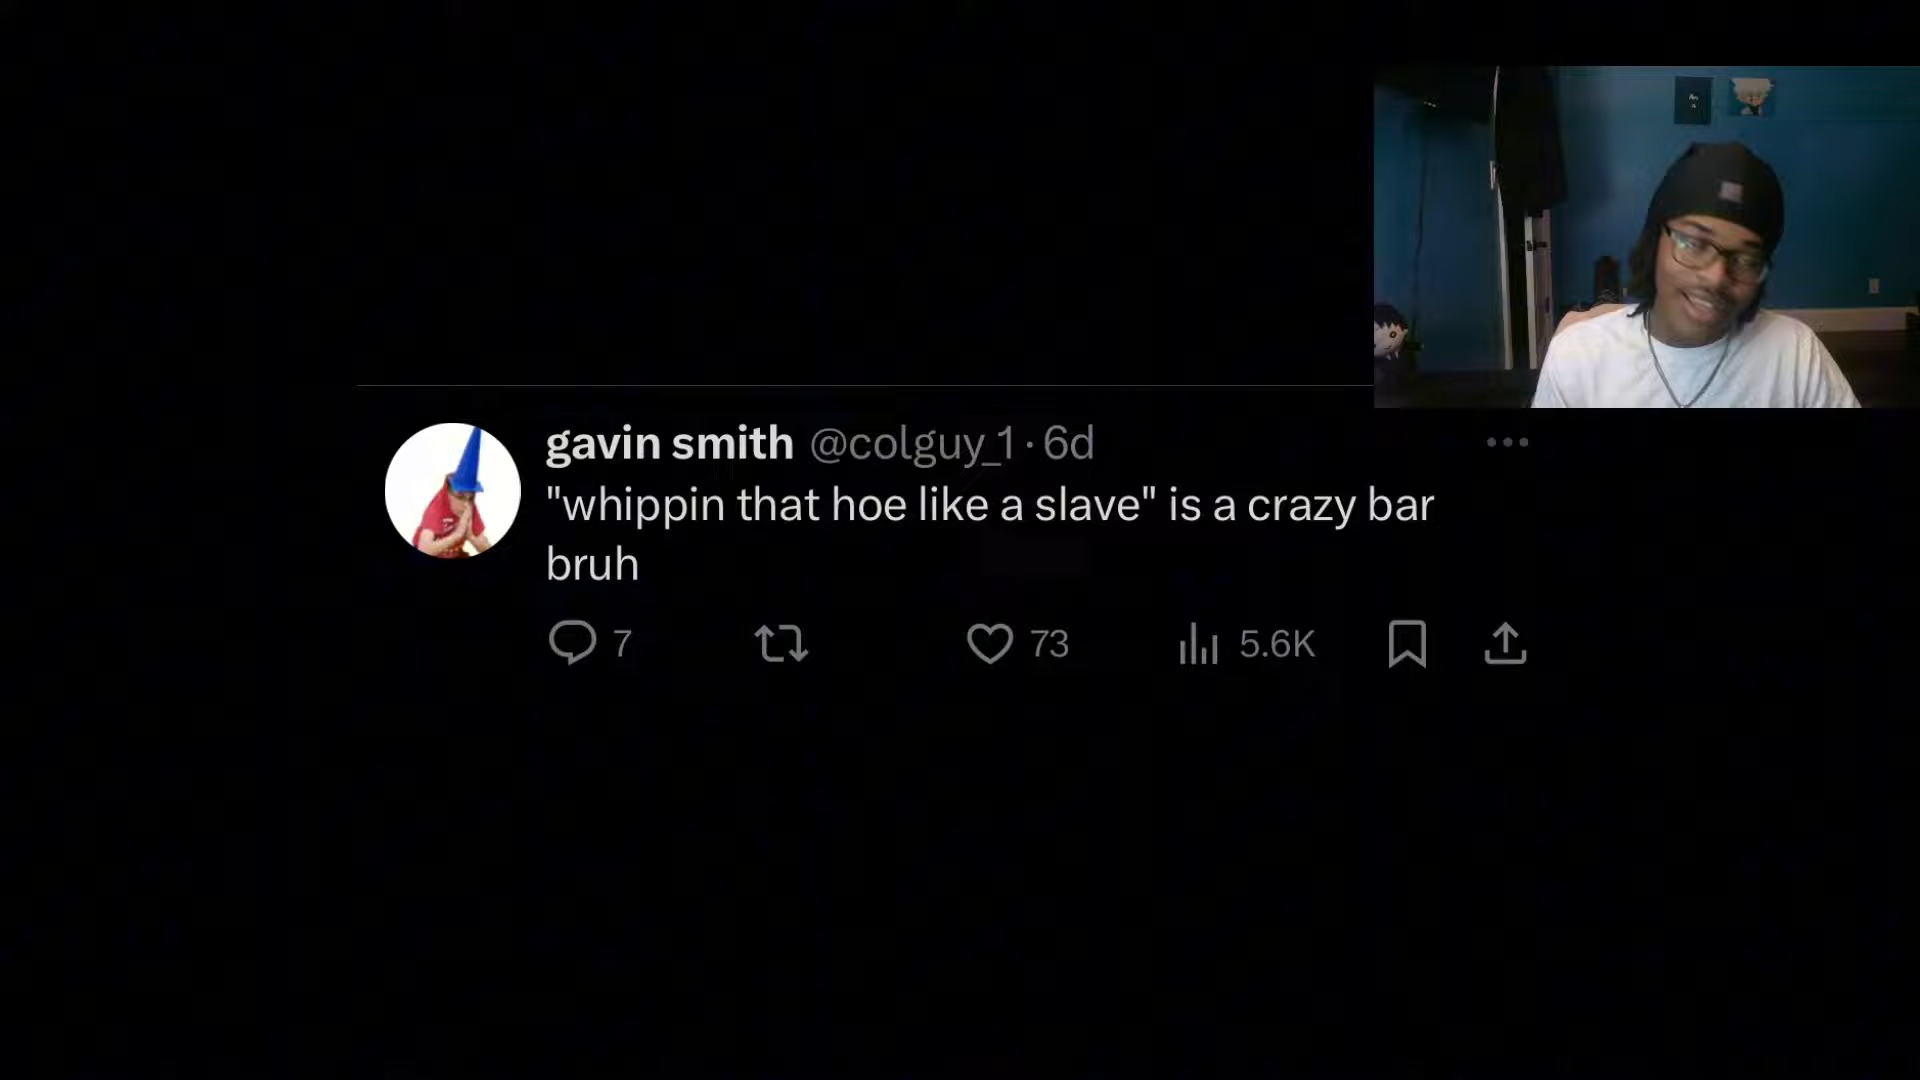 gavin smith @colguy_1 · 6d
"whippin that hoe like a slave" is a crazy bar
bruh
7 73 5.6K